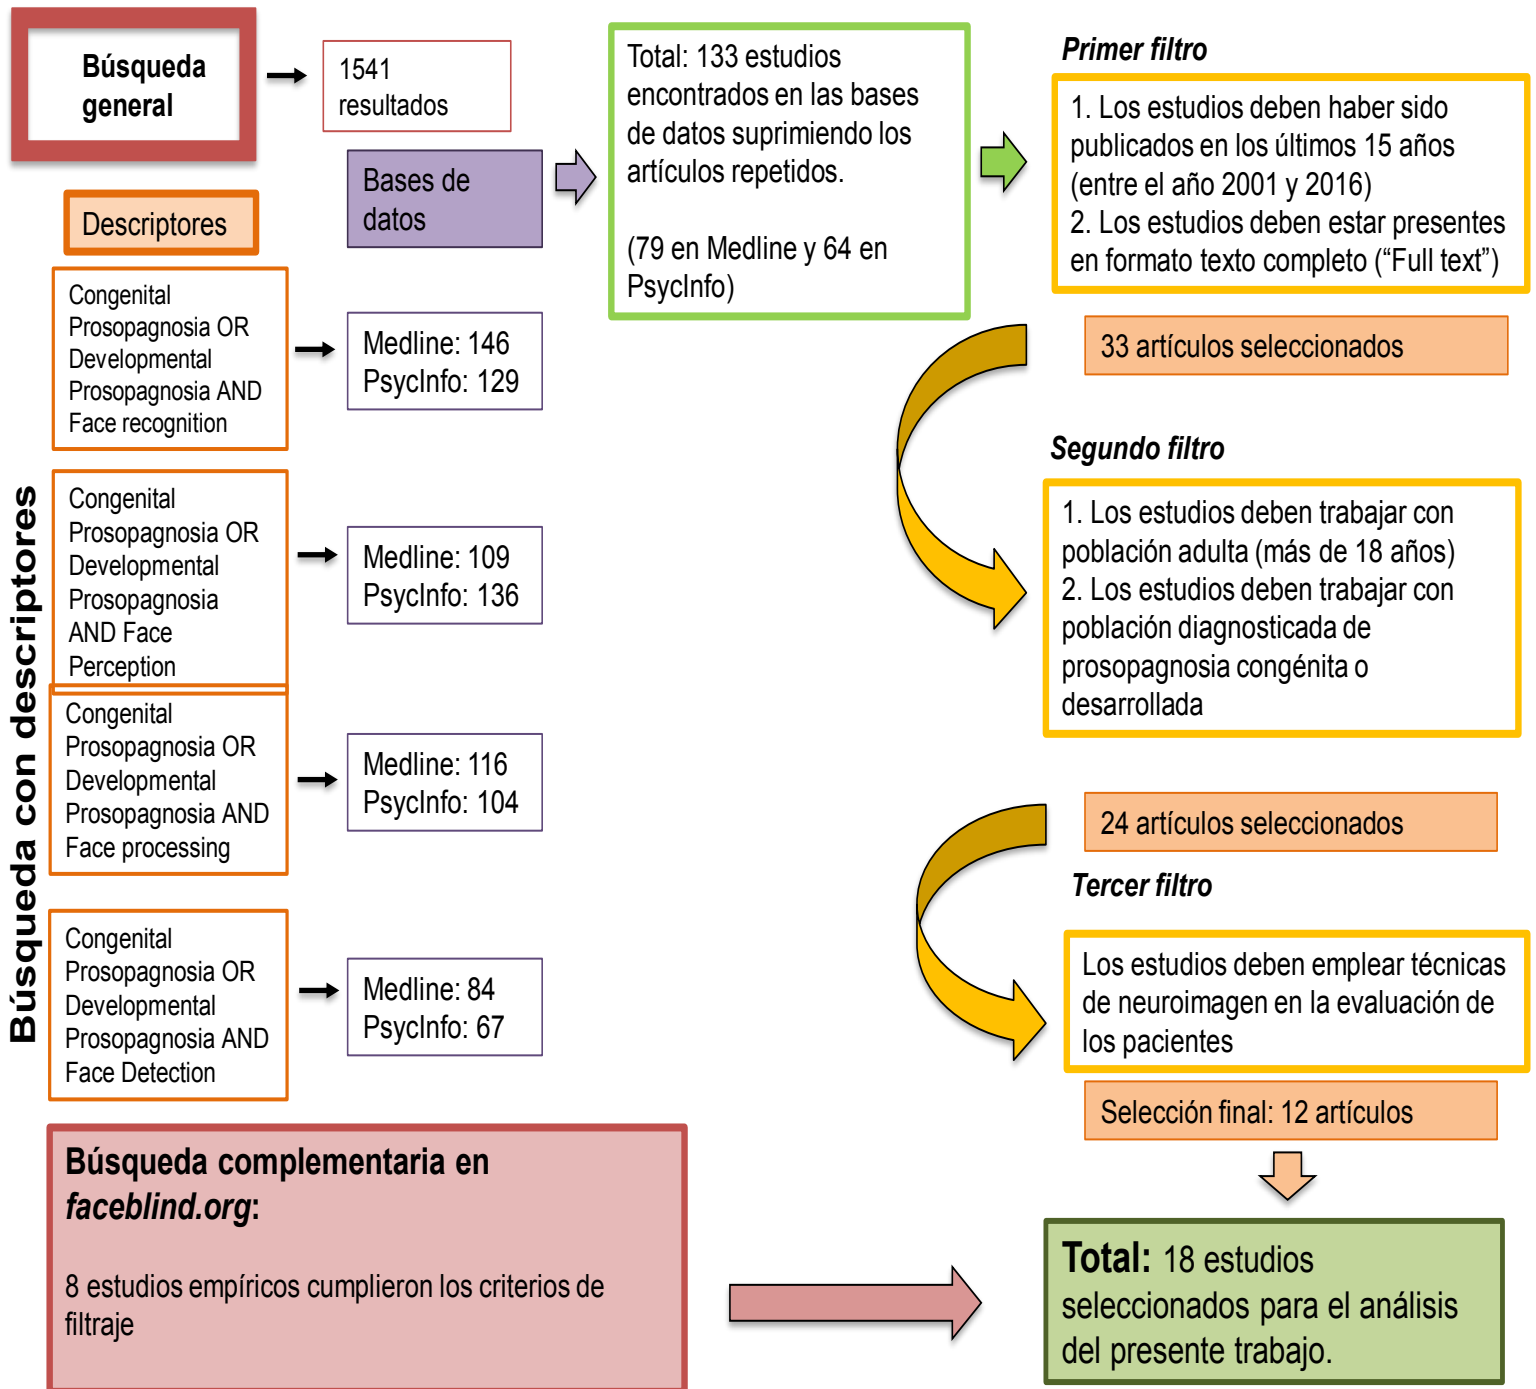 Búsqueda
general
1541
resultados
Bases de
datos
Descriptores
Búsqueda con descriptores
Congenital
Prosopagnosia OR
Developmental
Prosopagnosia AND
Face recognition
Medline: 146
PsycInfo: 129
Congenital
Prosopagnosia OR
Developmental
Prosopagnosia
AND Face
Perception
Medline: 109
PsycInfo: 136
Congenital
Prosopagnosia OR
Developmental
Prosopagnosia AND
Face processing
Medline: 116
PsycInfo: 104
Congenital
Prosopagnosia OR
Developmental
Prosopagnosia AND
Face Detection
Medline: 84
PsycInfo: 67
Total: 133 estudios
encontrados en las bases
de datos suprimiendo los
artículos repetidos.
(79 en Medline y 64 en
PsycInfo)
Primer filtro
1. Los estudios deben haber sido
publicados en los últimos 15 años
(entre el año 2001 y 2016)
2. Los estudios deben estar presentes
en formato texto completo (“Full text”)
33 artículos seleccionados
Segundo filtro
1. Los estudios deben trabajar con
población adulta (más de 18 años)
2. Los estudios deben trabajar con
población diagnosticada de
prosopagnosia congénita o
desarrollada
24 artículos seleccionados
Tercer filtro
Los estudios deben emplear técnicas
de neuroimagen en la evaluación de
los pacientes
Selección final: 12 artículos
Búsqueda complementaria en
faceblind.org:
8 estudios empíricos cumplieron los criterios de
filtraje
Total: 18 estudios
seleccionados para el análisis
del presente trabajo.